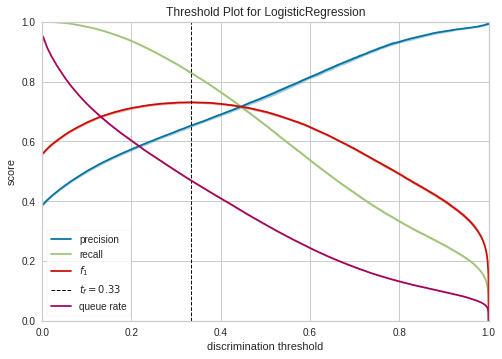 Threshold Plot for LogisticRegression
1.0
0.8
0.6
0.4
0.2
0.0
score
precision
recall
f₁
tᵣ = 0.33
queue rate
0.0 0.2 0.4 0.6 0.8 1.0
discrimination threshold